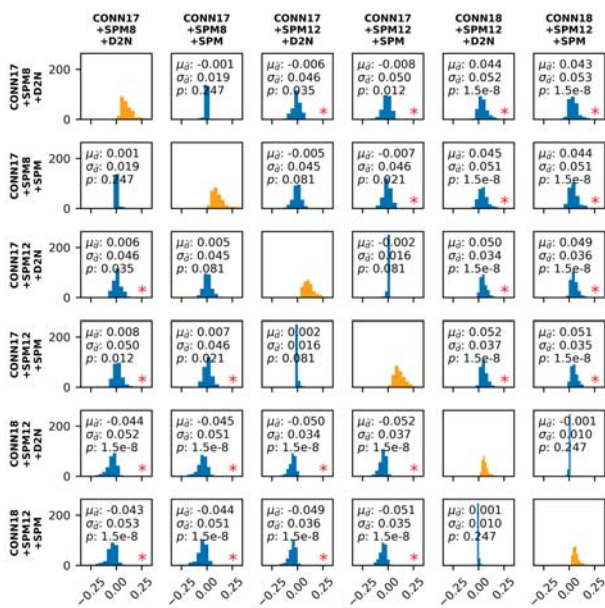 CONN17 CONN17 CONN17 CONN17 CONN18 CONN18
+SPM8 +SPM8 +SPM12 +SPM12 +SPM12 +SPM12
+D2N +SPM +D2N +SPM +D2N +SPM
CONN17
+SPM8
+D2N
200
0
μd̄: -0.001
σd̄: 0.019
p: 0.247
μd̄: -0.006
σd̄: 0.046
p: 0.035
*
μd̄: -0.008
σd̄: 0.050
p: 0.012
*
μd̄: 0.044
σd̄: 0.052
p: 1.5e-8
*
μd̄: 0.043
σd̄: 0.053
p: 1.5e-8
*
CONN17
+SPM8
+SPM
200
0
μd̄: 0.001
σd̄: 0.019
p: 0.247
μd̄: -0.005
σd̄: 0.045
p: 0.081
μd̄: -0.007
σd̄: 0.046
p: 0.021
*
μd̄: 0.045
σd̄: 0.051
p: 1.5e-8
*
μd̄: 0.044
σd̄: 0.051
p: 1.5e-8
*
CONN17
+SPM12
+D2N
200
0
μd̄: 0.006
σd̄: 0.046
p: 0.035
*
μd̄: 0.005
σd̄: 0.045
p: 0.081
μd̄: -0.002
σd̄: 0.016
p: 0.081
μd̄: 0.050
σd̄: 0.034
p: 1.5e-8
*
μd̄: 0.049
σd̄: 0.036
p: 1.5e-8
*
CONN17
+SPM12
+SPM
200
0
μd̄: 0.008
σd̄: 0.050
p: 0.012
*
μd̄: 0.007
σd̄: 0.046
p: 0.021
*
μd̄: 0.002
σd̄: 0.016
p: 0.081
μd̄: 0.052
σd̄: 0.037
p: 1.5e-8
*
μd̄: 0.051
σd̄: 0.035
p: 1.5e-8
*
CONN18
+SPM12
+D2N
200
0
μd̄: -0.044
σd̄: 0.052
p: 1.5e-8
*
μd̄: -0.045
σd̄: 0.051
p: 1.5e-8
*
μd̄: -0.050
σd̄: 0.034
p: 1.5e-8
*
μd̄: -0.052
σd̄: 0.037
p: 1.5e-8
*
μd̄: -0.001
σd̄: 0.010
p: 0.247
CONN18
+SPM12
+SPM
200
0
μd̄: -0.043
σd̄: 0.053
p: 1.5e-8
*
μd̄: -0.044
σd̄: 0.051
p: 1.5e-8
*
μd̄: -0.049
σd̄: 0.036
p: 1.5e-8
*
μd̄: -0.051
σd̄: 0.035
p: 1.5e-8
*
μd̄: 0.001
σd̄: 0.010
p: 0.247
−0.25 0.00 0.25 −0.25 0.00 0.25 −0.25 0.00 0.25 −0.25 0.00 0.25 −0.25 0.00 0.25 −0.25 0.00 0.25